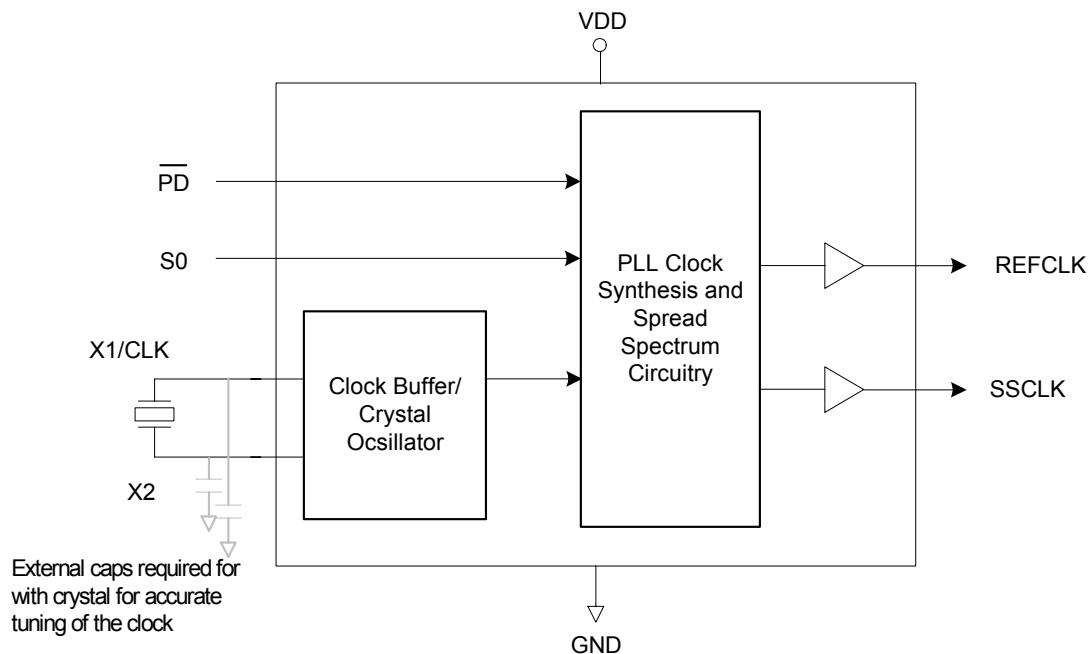 VDD
PD
S0
X1/CLK
X2
Clock Buffer/
Crystal
Ocsillator
PLL Clock
Synthesis and
Spread
Spectrum
Circuitry
REFCLK
SSCLK
External caps required for
with crystal for accurate
tuning of the clock
GND